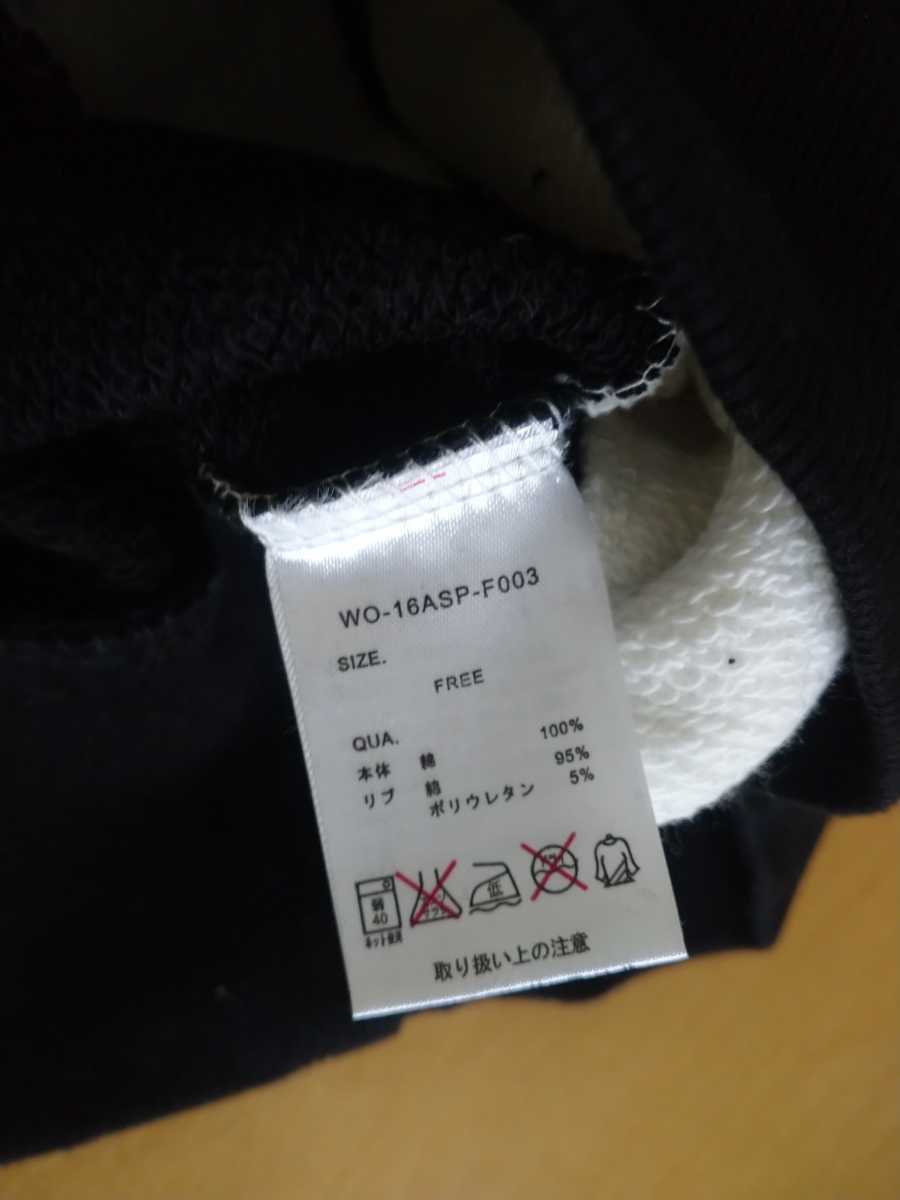 WO-16ASP-F003
SIZE.
FREE
QUA.
本体 綿 100%
リブ 綿 95%
ポリウレタン 5%
弱
40
ネット使用
低
取り扱い上の注意